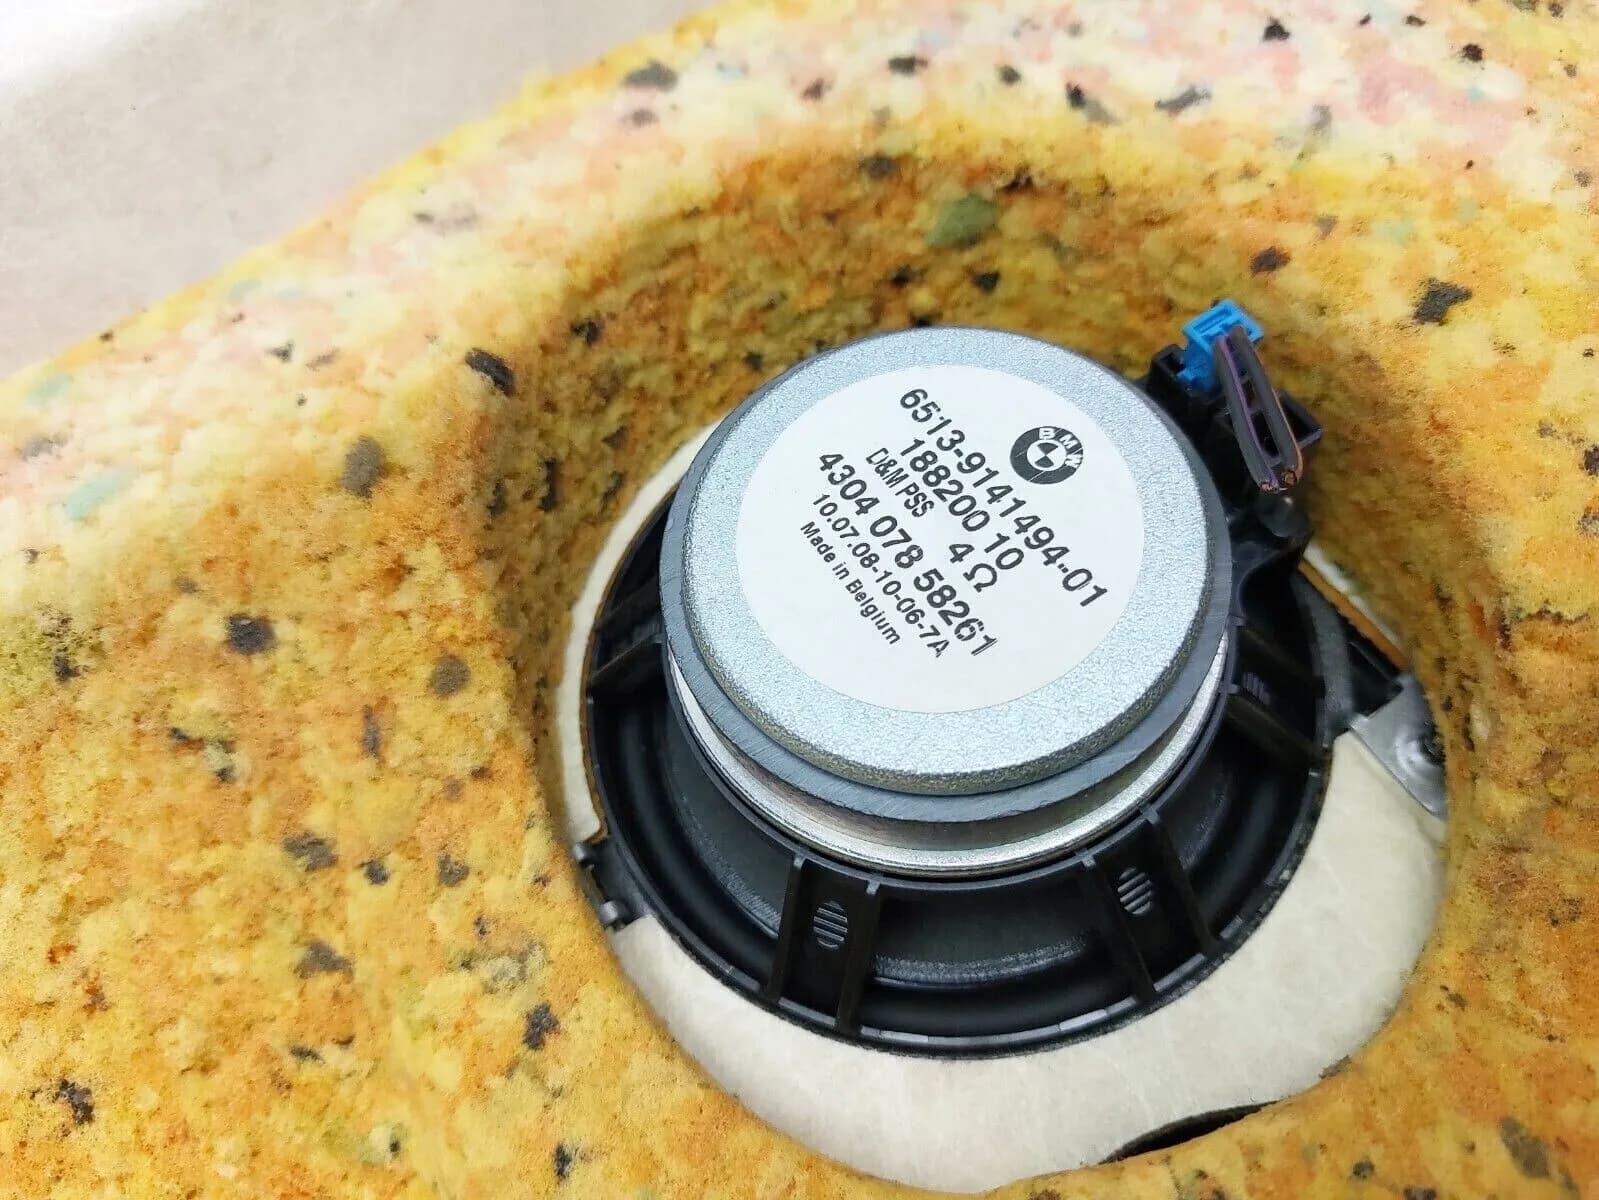 BMW
6513-9141494-01
188200 10
D&M PSS 4 Ω
4304 078 58261
10.07.08-10-06-7A
Made in Belgium